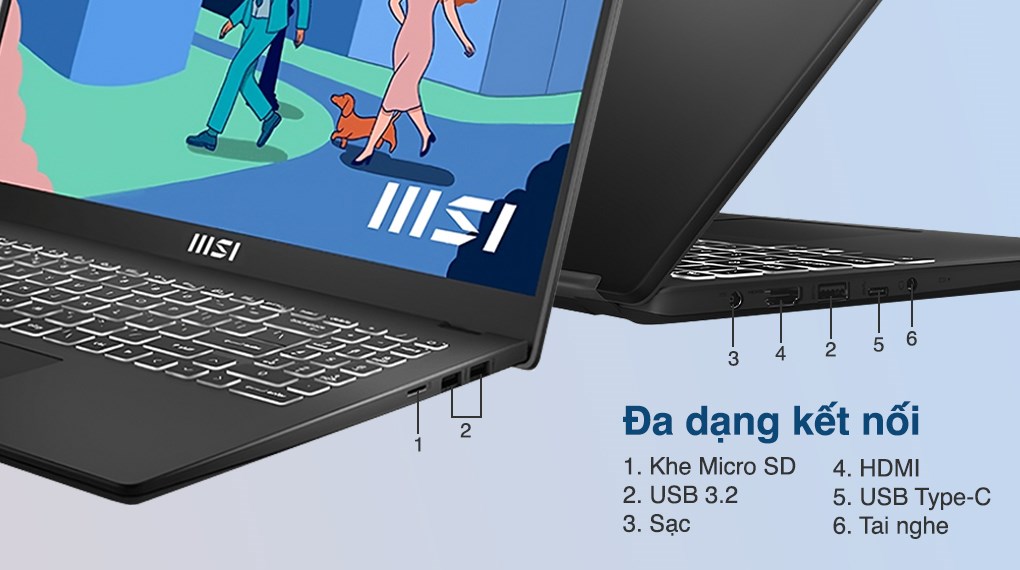 msi
msi
1
2
3
4
2
5
6
Đa dạng kết nối
1. Khe Micro SD
2. USB 3.2
3. Sạc
4. HDMI
5. USB Type-C
6. Tai nghe